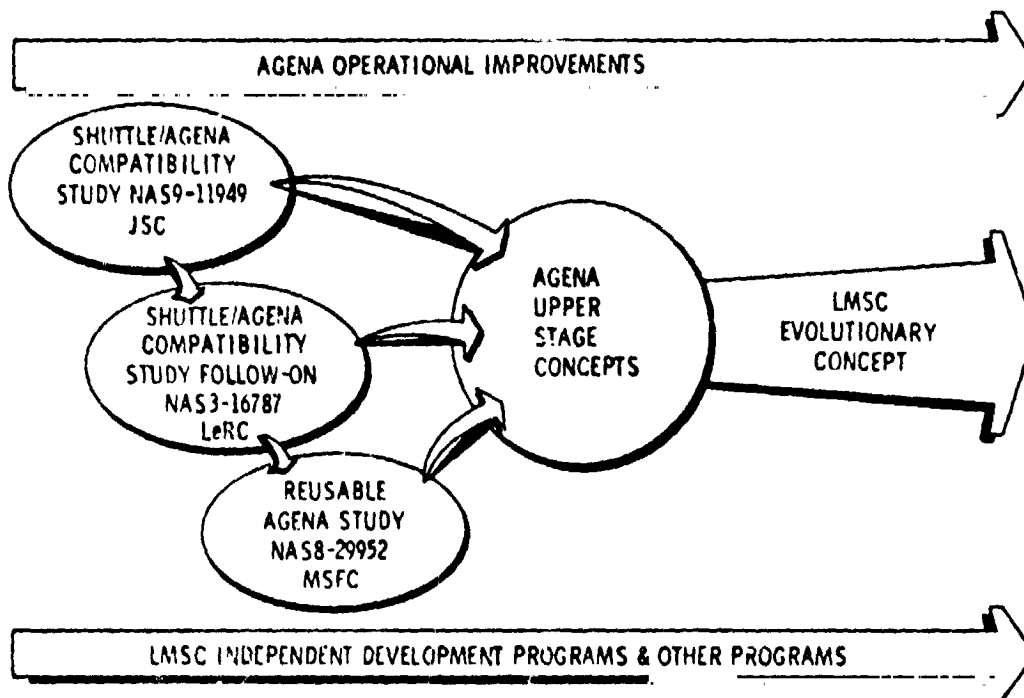 AGENA OPERATIONAL IMPROVEMENTS
SHUTTLE/AGENA
COMPATIBILITY
STUDY NAS9-11949
JSC
SHUTTLE/AGENA
COMPATIBILITY
STUDY FOLLOW-ON
NAS3-16787
LeRC
REUSABLE
AGENA STUDY
NAS8-29952
MSFC
AGENA
UPPER
STAGE
CONCEPTS
LMSC
EVOLUTIONARY
CONCEPT
LMSC INDEPENDENT DEVELOPMENT PROGRAMS & OTHER PROGRAMS